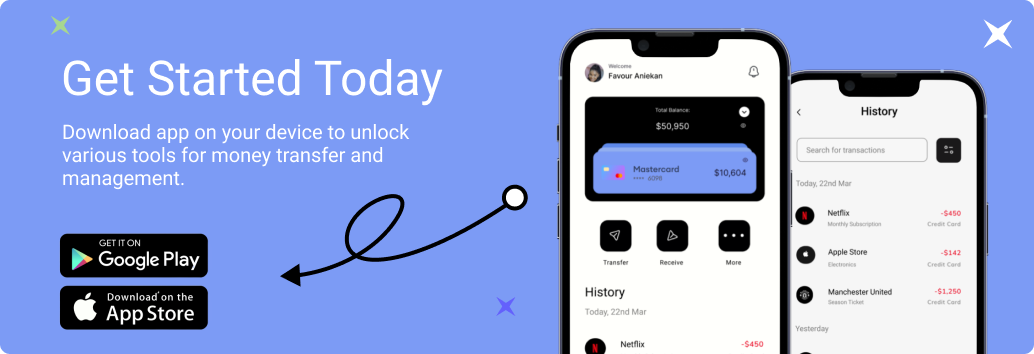 Get Started Today
Download app on your device to unlock
various tools for money transfer and
management.
GET IT ON
Google Play
Download on the
App Store
Welcome
Favour Aniekan
Total Balance:
$50,950
Mastercard
•••• 6098
$10,604
Transfer
Receive
More
History
Today, 22nd Mar
Netflix
-$450
History
Search for transactions
Today, 22nd Mar
Netflix
-$450
Monthly Subscription
Credit Card
Apple Store
-$142
Electronics
Credit Card
Manchester United
-$1,250
Season Ticket
Credit Card
Yesterday